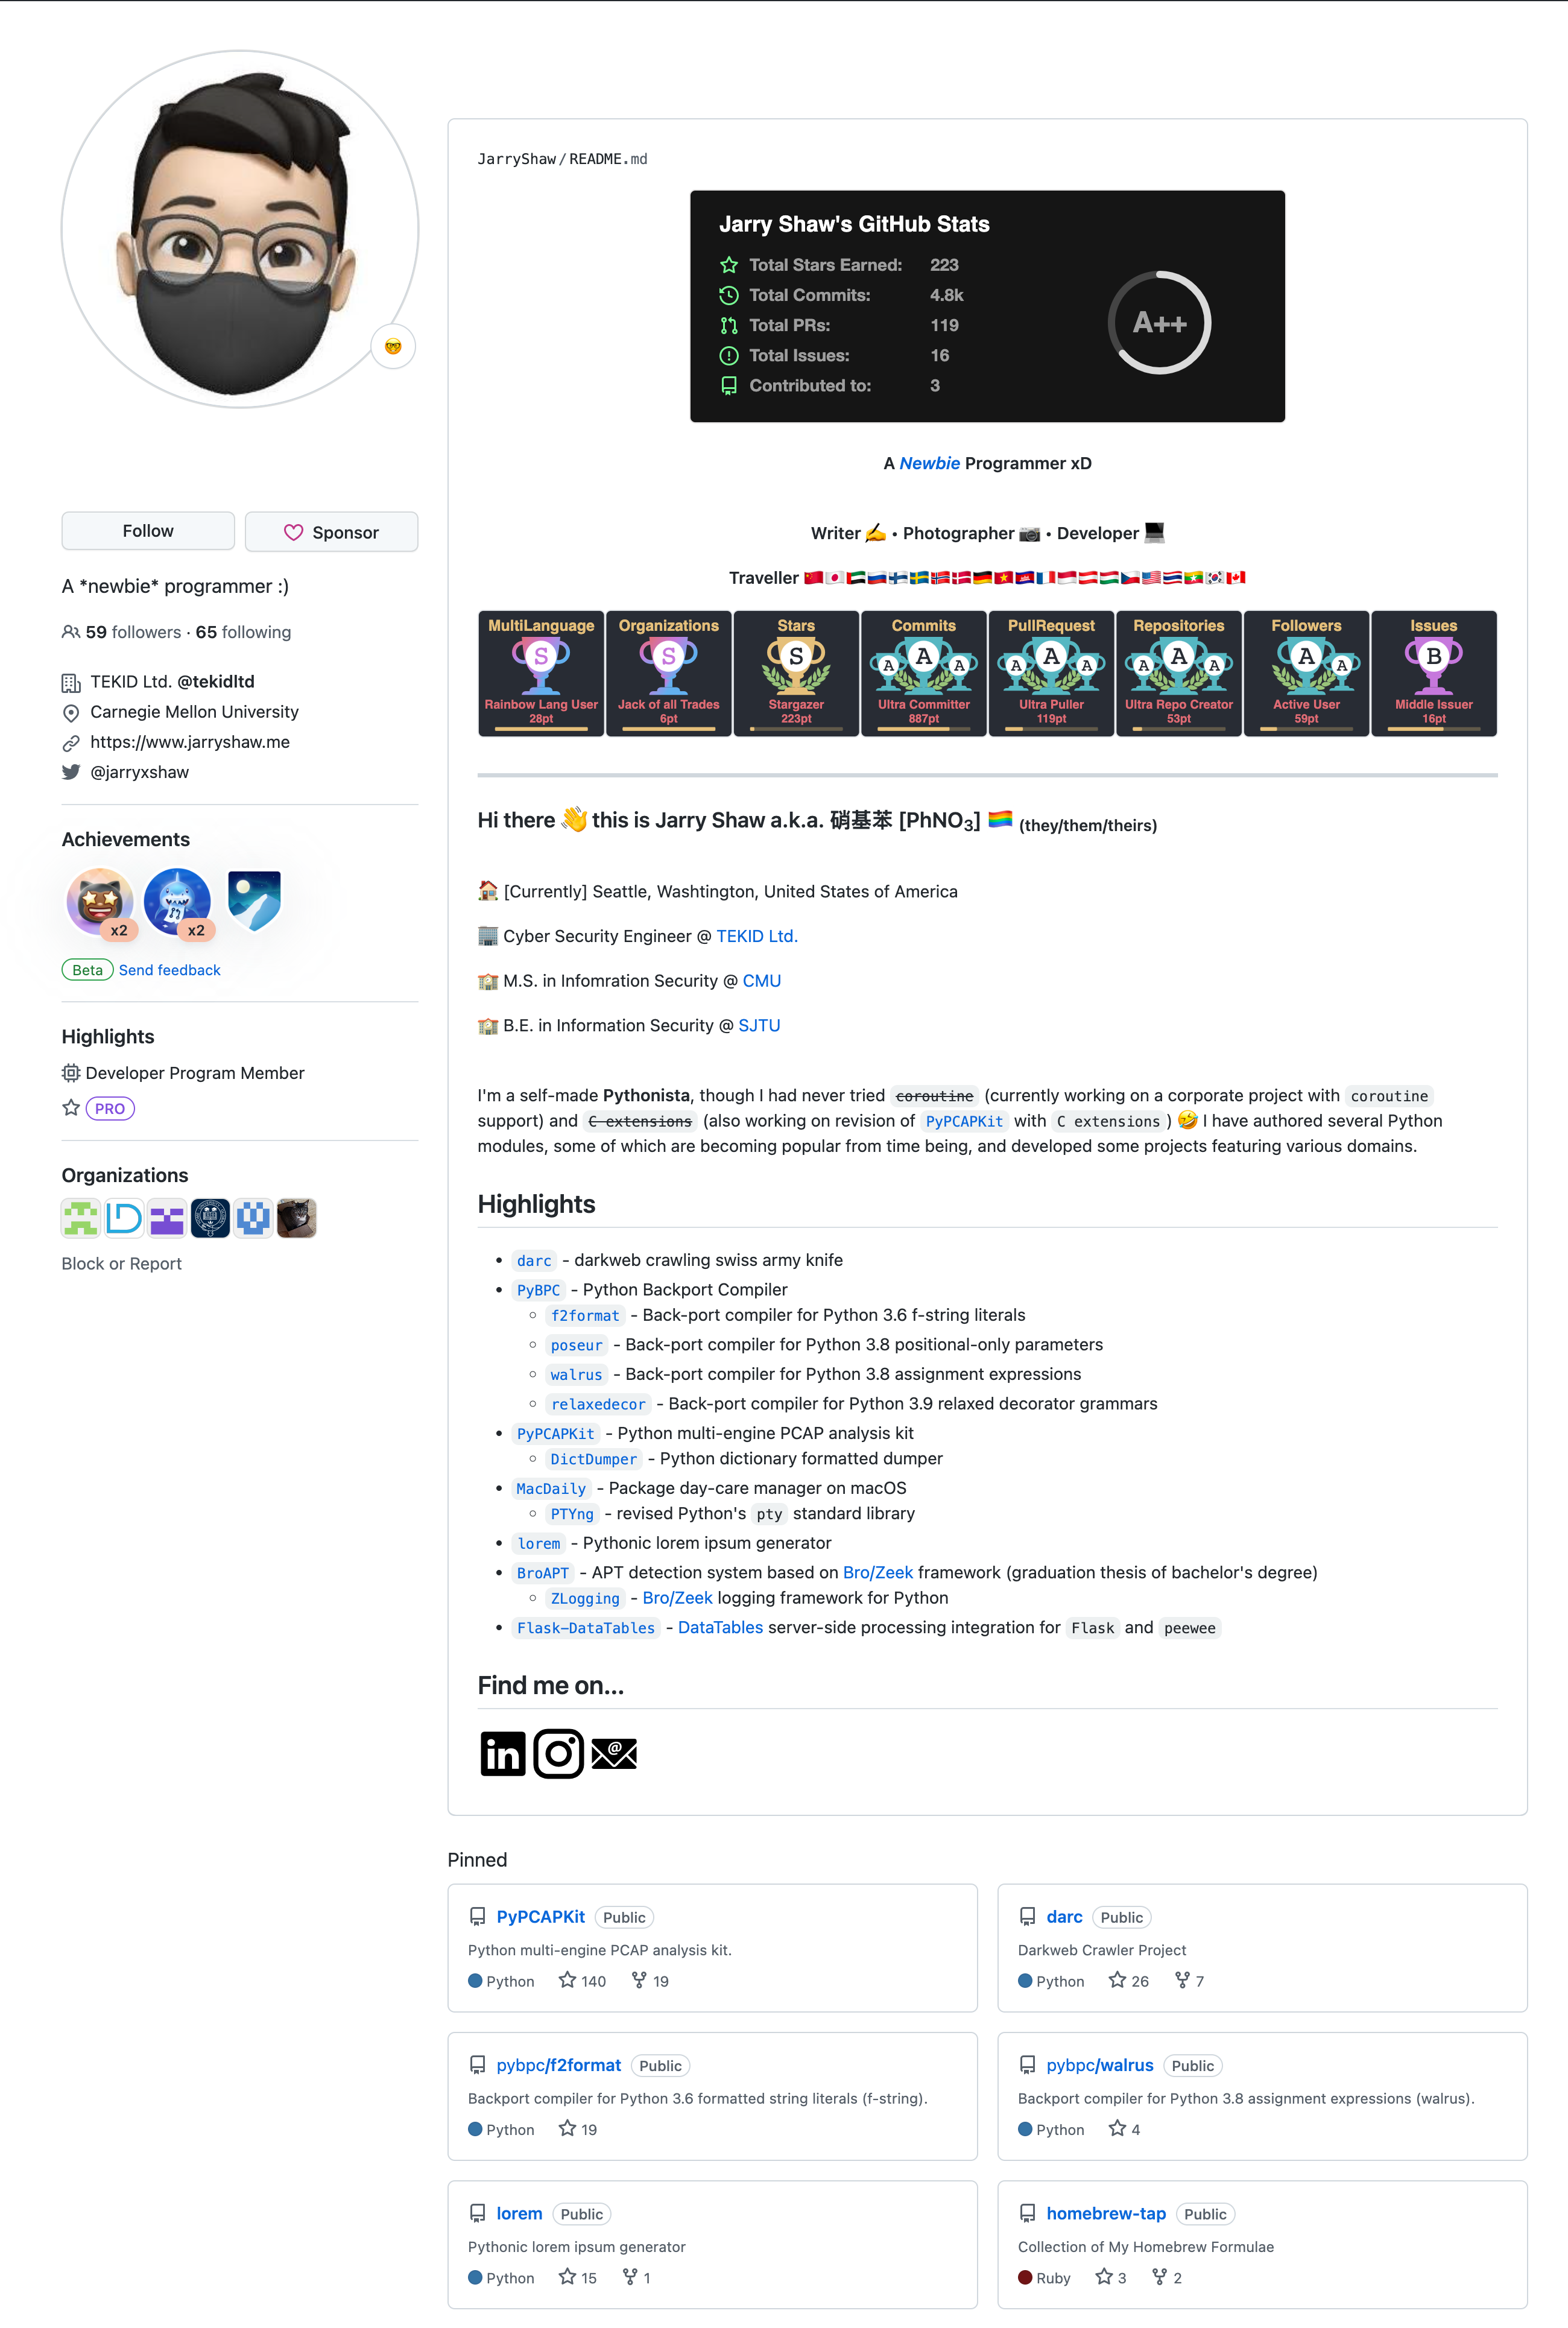 Follow
Sponsor
A *newbie* programmer :)
59 followers · 65 following
TEKID Ltd. @tekidltd
Carnegie Mellon University
https://www.jarryshaw.me
@jarryxshaw
Achievements
x2
x2
Beta Send feedback
Highlights
Developer Program Member
PRO
Organizations
Block or Report
JarryShaw/README.md
Jarry Shaw's GitHub Stats
Total Stars Earned: 223
Total Commits: 4.8k
Total PRs: 119
Total Issues: 16
Contributed to: 3
A++
A Newbie Programmer xD
Writer ✍️ • Photographer 📷 • Developer 💻
Traveller 🇨🇳🇯🇵🇦🇪🇷🇺🇫🇮🇸🇪🇳🇴🇩🇰🇩🇪🇻🇳🇰🇭🇫🇷🇮🇩🇦🇹🇭🇺🇨🇿🇺🇸🇹🇭🇲🇲🇰🇷🇨🇦
MultiLanguage
S
Rainbow Lang User
28pt
Organizations
S
Jack of all Trades
6pt
Stars
S
Stargazer
223pt
Commits
A A A
Ultra Committer
887pt
PullRequest
A A A
Ultra Puller
119pt
Repositories
A A A
Ultra Repo Creator
53pt
Followers
A A
Active User
59pt
Issues
B
Middle Issuer
16pt
Hi there 👋 this is Jarry Shaw a.k.a. 硝基苯 [PhNO3] 🏳️‍🌈 (they/them/theirs)
🏠 [Currently] Seattle, Washtington, United States of America
🏢 Cyber Security Engineer @ TEKID Ltd.
🏫 M.S. in Infomration Security @ CMU
🏫 B.E. in Information Security @ SJTU
I'm a self-made Pythonista, though I had never tried coroutine (currently working on a corporate project with coroutine
support) and C extensions (also working on revision of PyPCAPKit with C extensions) 🤣 I have authored several Python
modules, some of which are becoming popular from time being, and developed some projects featuring various domains.
Highlights
• darc - darkweb crawling swiss army knife
• PyBPC - Python Backport Compiler
◦ f2format - Back-port compiler for Python 3.6 f-string literals
◦ poseur - Back-port compiler for Python 3.8 positional-only parameters
◦ walrus - Back-port compiler for Python 3.8 assignment expressions
◦ relaxedecor - Back-port compiler for Python 3.9 relaxed decorator grammars
• PyPCAPKit - Python multi-engine PCAP analysis kit
◦ DictDumper - Python dictionary formatted dumper
• MacDaily - Package day-care manager on macOS
◦ PTYng - revised Python's pty standard library
• lorem - Pythonic lorem ipsum generator
• BroAPT - APT detection system based on Bro/Zeek framework (graduation thesis of bachelor's degree)
◦ ZLogging - Bro/Zeek logging framework for Python
• Flask-DataTables - DataTables server-side processing integration for Flask and peewee
Find me on...
in
@
Pinned
PyPCAPKit Public
Python multi-engine PCAP analysis kit.
Python 140 19
darc Public
Darkweb Crawler Project
Python 26 7
pybpc/f2format Public
Backport compiler for Python 3.6 formatted string literals (f-string).
Python 19
pybpc/walrus Public
Backport compiler for Python 3.8 assignment expressions (walrus).
Python 4
lorem Public
Pythonic lorem ipsum generator
Python 15 1
homebrew-tap Public
Collection of My Homebrew Formulae
Ruby 3 2